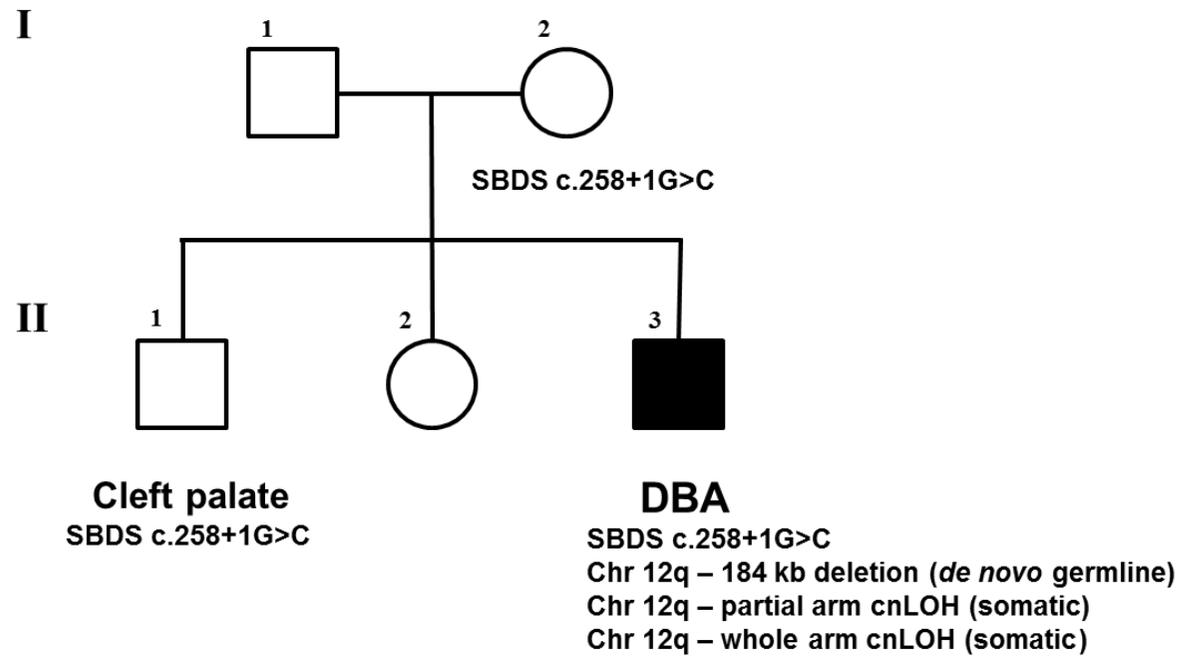 I
1
2
SBDS c.258+1G>C
II
1
2
3
Cleft palate
SBDS c.258+1G>C
DBA
SBDS c.258+1G>C
Chr 12q – 184 kb deletion (de novo germline)
Chr 12q – partial arm cnLOH (somatic)
Chr 12q – whole arm cnLOH (somatic)